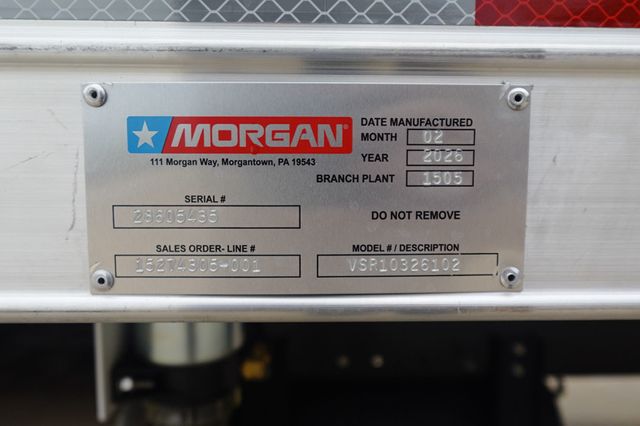 MORGAN®
111 Morgan Way, Morgantown, PA 19543
DATE MANUFACTURED
MONTH 02
YEAR 2026
BRANCH PLANT 1505
SERIAL #
28605435
DO NOT REMOVE
SALES ORDER- LINE #
15274305-001
MODEL # / DESCRIPTION
VSR10326102